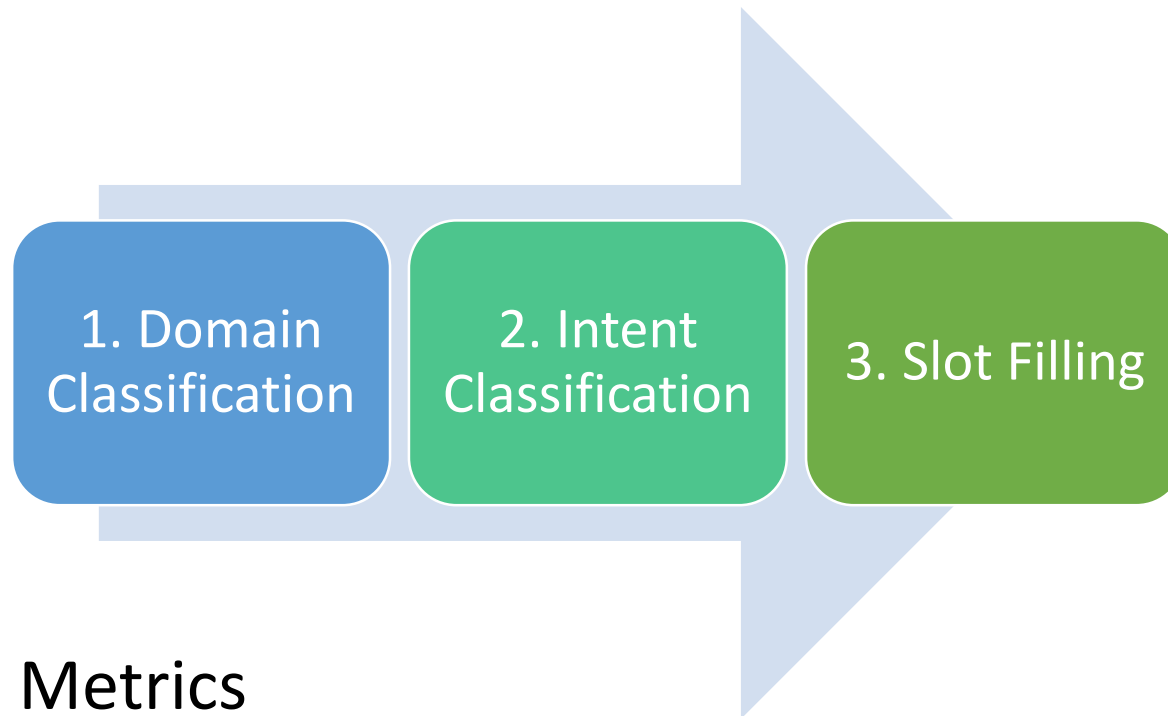 1. Domain
Classification
2. Intent
Classification
3. Slot Filling
Metrics